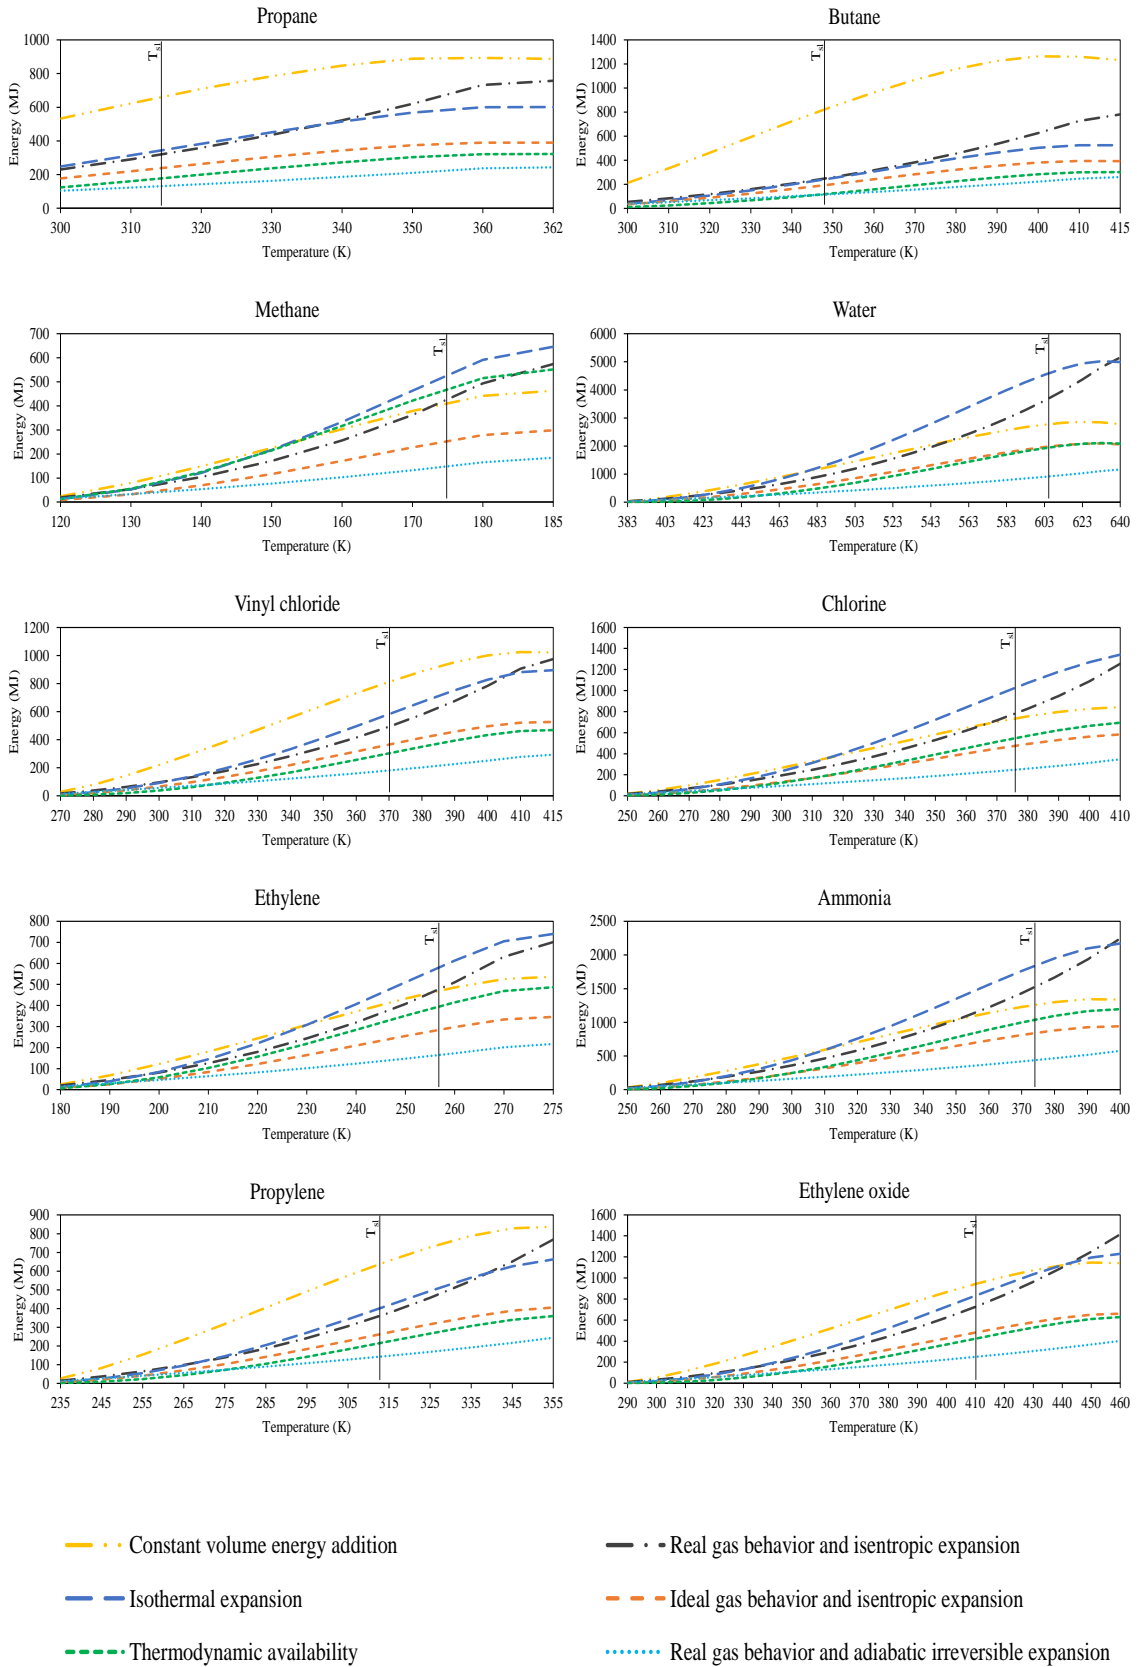 Propane
Energy (MJ)
1000
800
600
400
200
0
T_sl
300 310 320 330 340 350 360 362
Temperature (K)
Butane
Energy (MJ)
1400
1200
1000
800
600
400
200
0
T_sl
300 310 320 330 340 350 360 370 380 390 400 410 415
Temperature (K)
Methane
Energy (MJ)
700
600
500
400
300
200
100
0
T_sl
120 130 140 150 160 170 180 185
Temperature (K)
Water
Energy (MJ)
6000
5000
4000
3000
2000
1000
0
T_sl
383 403 423 443 463 483 503 523 543 563 583 603 623 640
Temperature (K)
Vinyl chloride
Energy (MJ)
1200
1000
800
600
400
200
0
T_sl
270 280 290 300 310 320 330 340 350 360 370 380 390 400 410 415
Temperature (K)
Chlorine
Energy (MJ)
1600
1400
1200
1000
800
600
400
200
0
T_sl
250 260 270 280 290 300 310 320 330 340 350 360 370 380 390 400 410
Temperature (K)
Ethylene
Energy (MJ)
800
700
600
500
400
300
200
100
0
T_sl
180 190 200 210 220 230 240 250 260 270 275
Temperature (K)
Ammonia
Energy (MJ)
2500
2000
1500
1000
500
0
T_sl
250 260 270 280 290 300 310 320 330 340 350 360 370 380 390 400
Temperature (K)
Propylene
Energy (MJ)
900
800
700
600
500
400
300
200
100
0
T_sl
235 245 255 265 275 285 295 305 315 325 335 345 355
Temperature (K)
Ethylene oxide
Energy (MJ)
1600
1400
1200
1000
800
600
400
200
0
T_sl
290 300 310 320 330 340 350 360 370 380 390 400 410 420 430 440 450 460
Temperature (K)
Constant volume energy addition
Real gas behavior and isentropic expansion
Isothermal expansion
Ideal gas behavior and isentropic expansion
Thermodynamic availability
Real gas behavior and adiabatic irreversible expansion